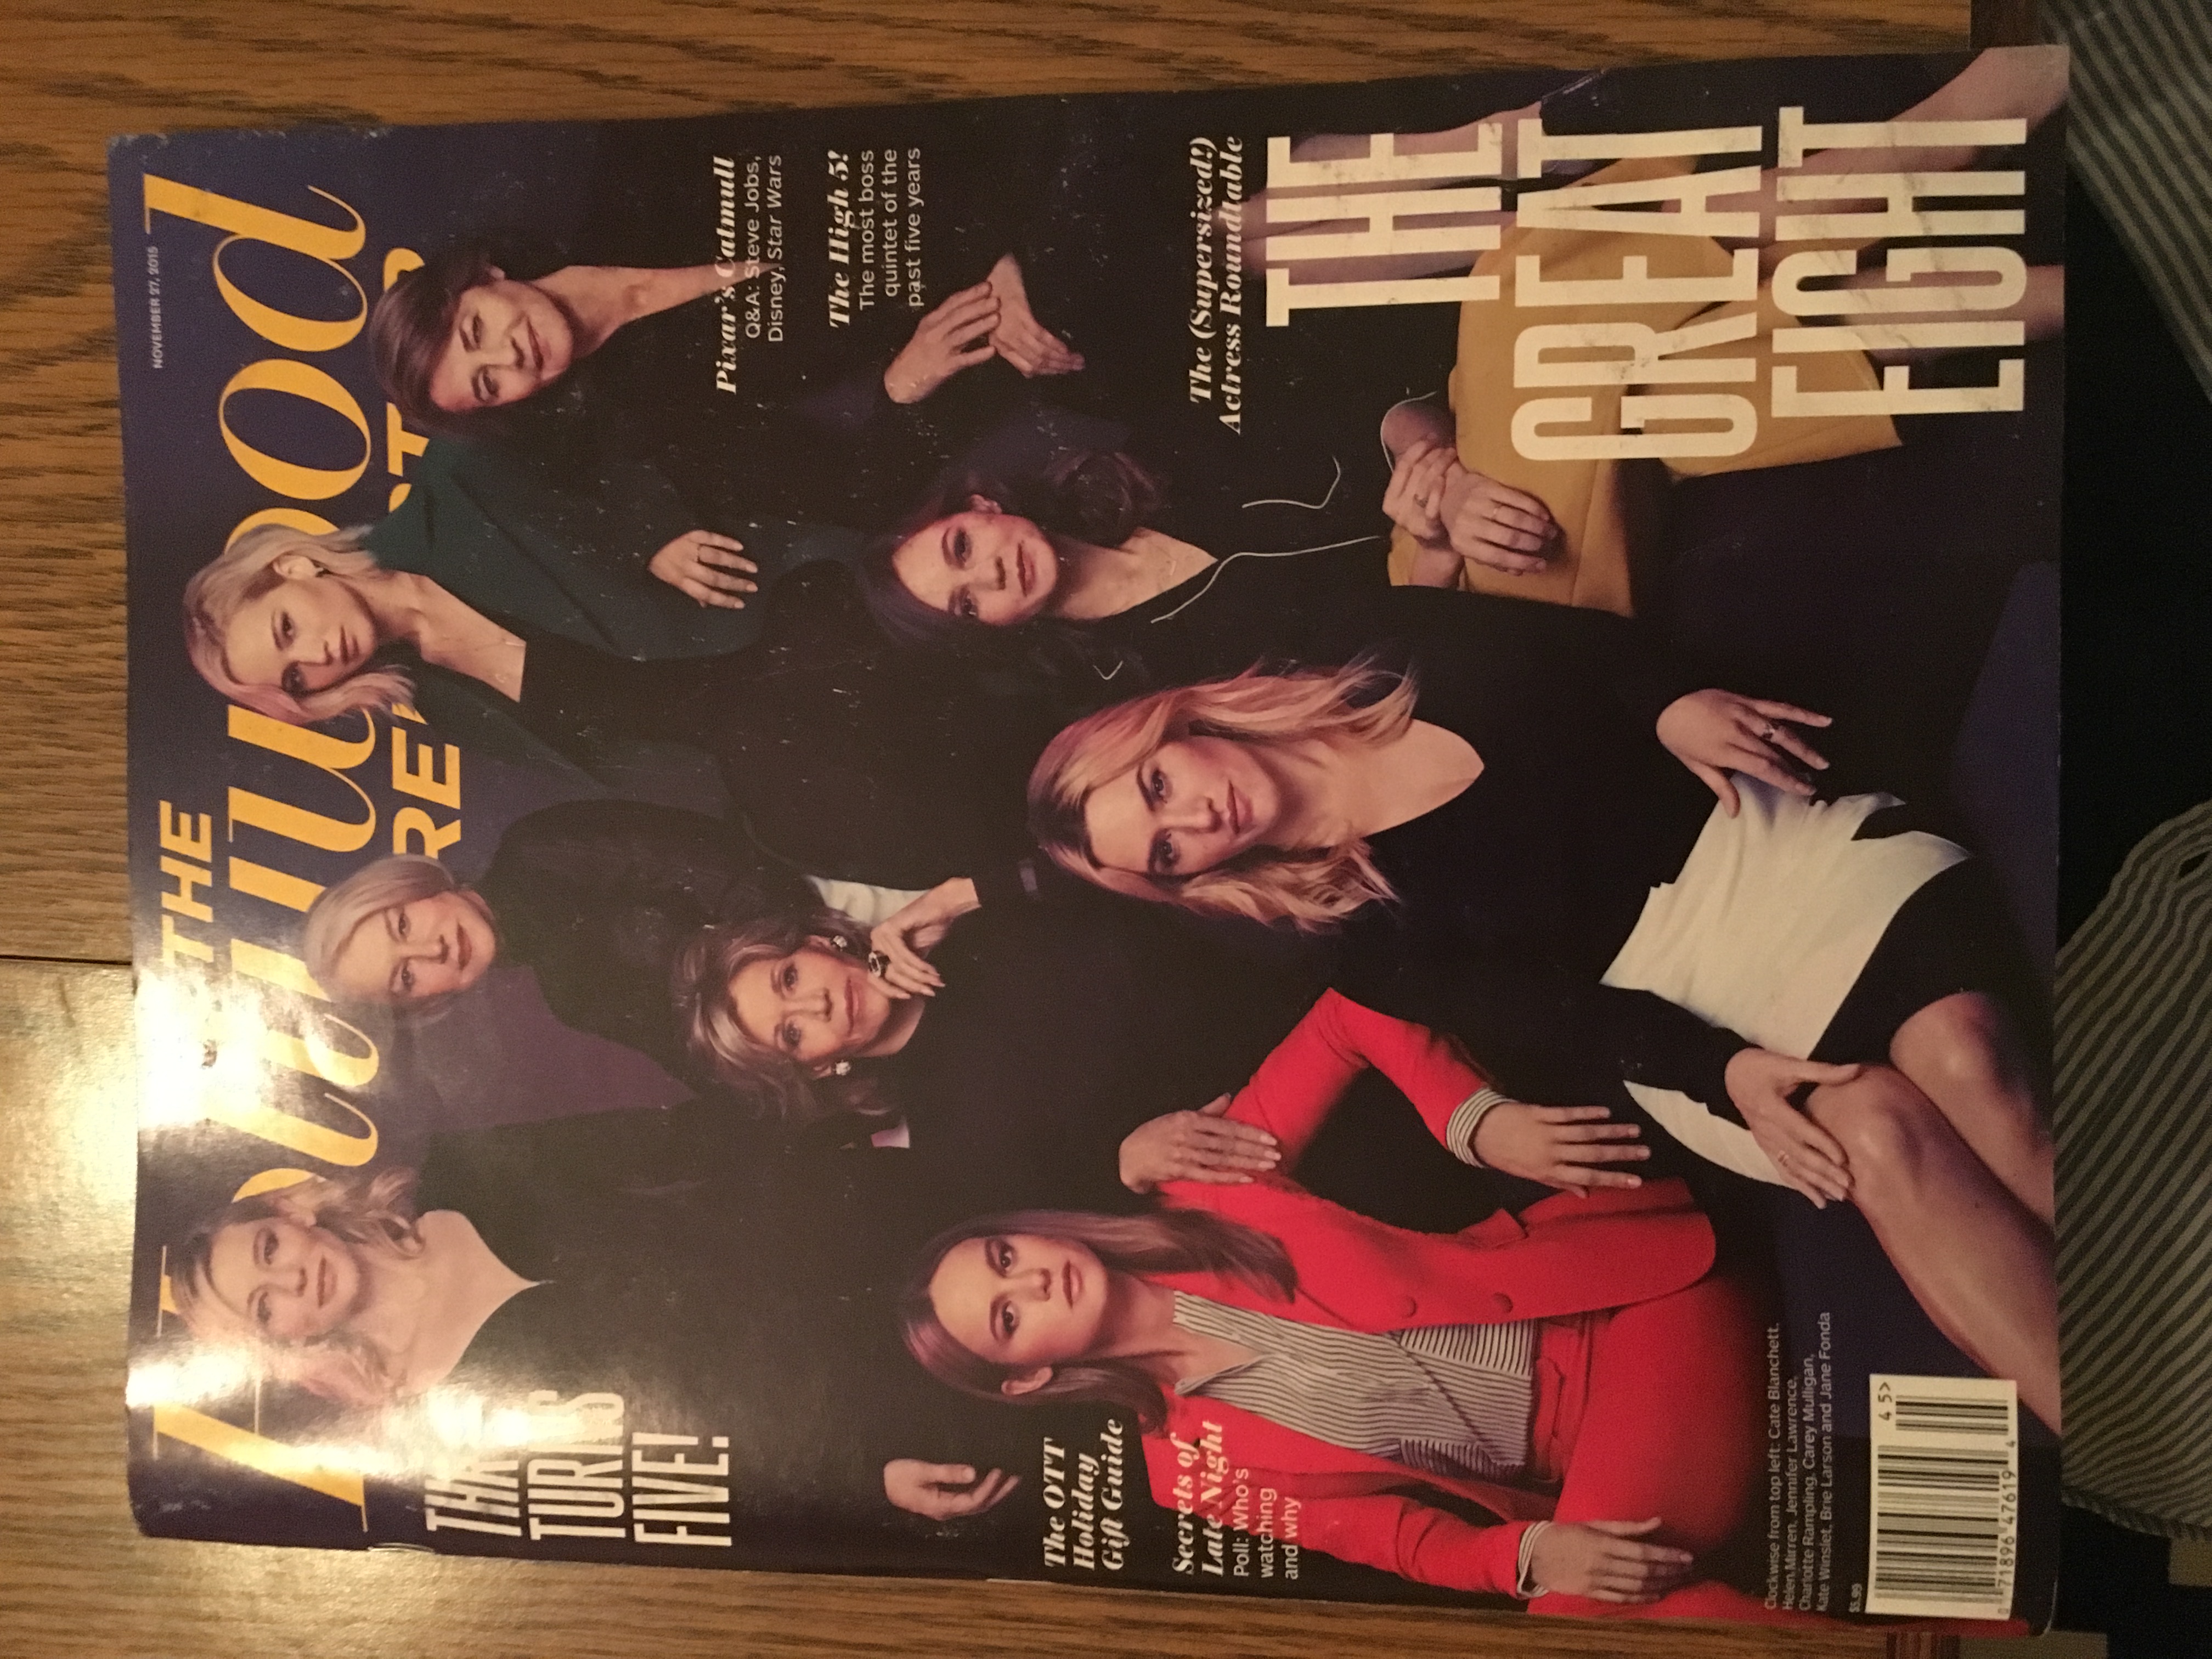 THE
Hollywood
REPORTER
NOVEMBER 27, 2015
THR
TURNS
FIVE!
Pixar's Catmull
Q&A: Steve Jobs,
Disney, Star Wars
The High 5!
The most boss
quintet of the
past five years
The OTT
Holiday
Gift Guide
Secrets of
Late Night
Poll: Who's
watching
and why
The (Supersized!)
Actress Roundtable
THE
GREAT
EIGHT
Clockwise from top left: Cate Blanchett,
Helen Mirren, Jennifer Lawrence,
Charlotte Rampling, Carey Mulligan,
Kate Winslet, Brie Larson and Jane Fonda
$5.99
45>
0 71896 47619 4